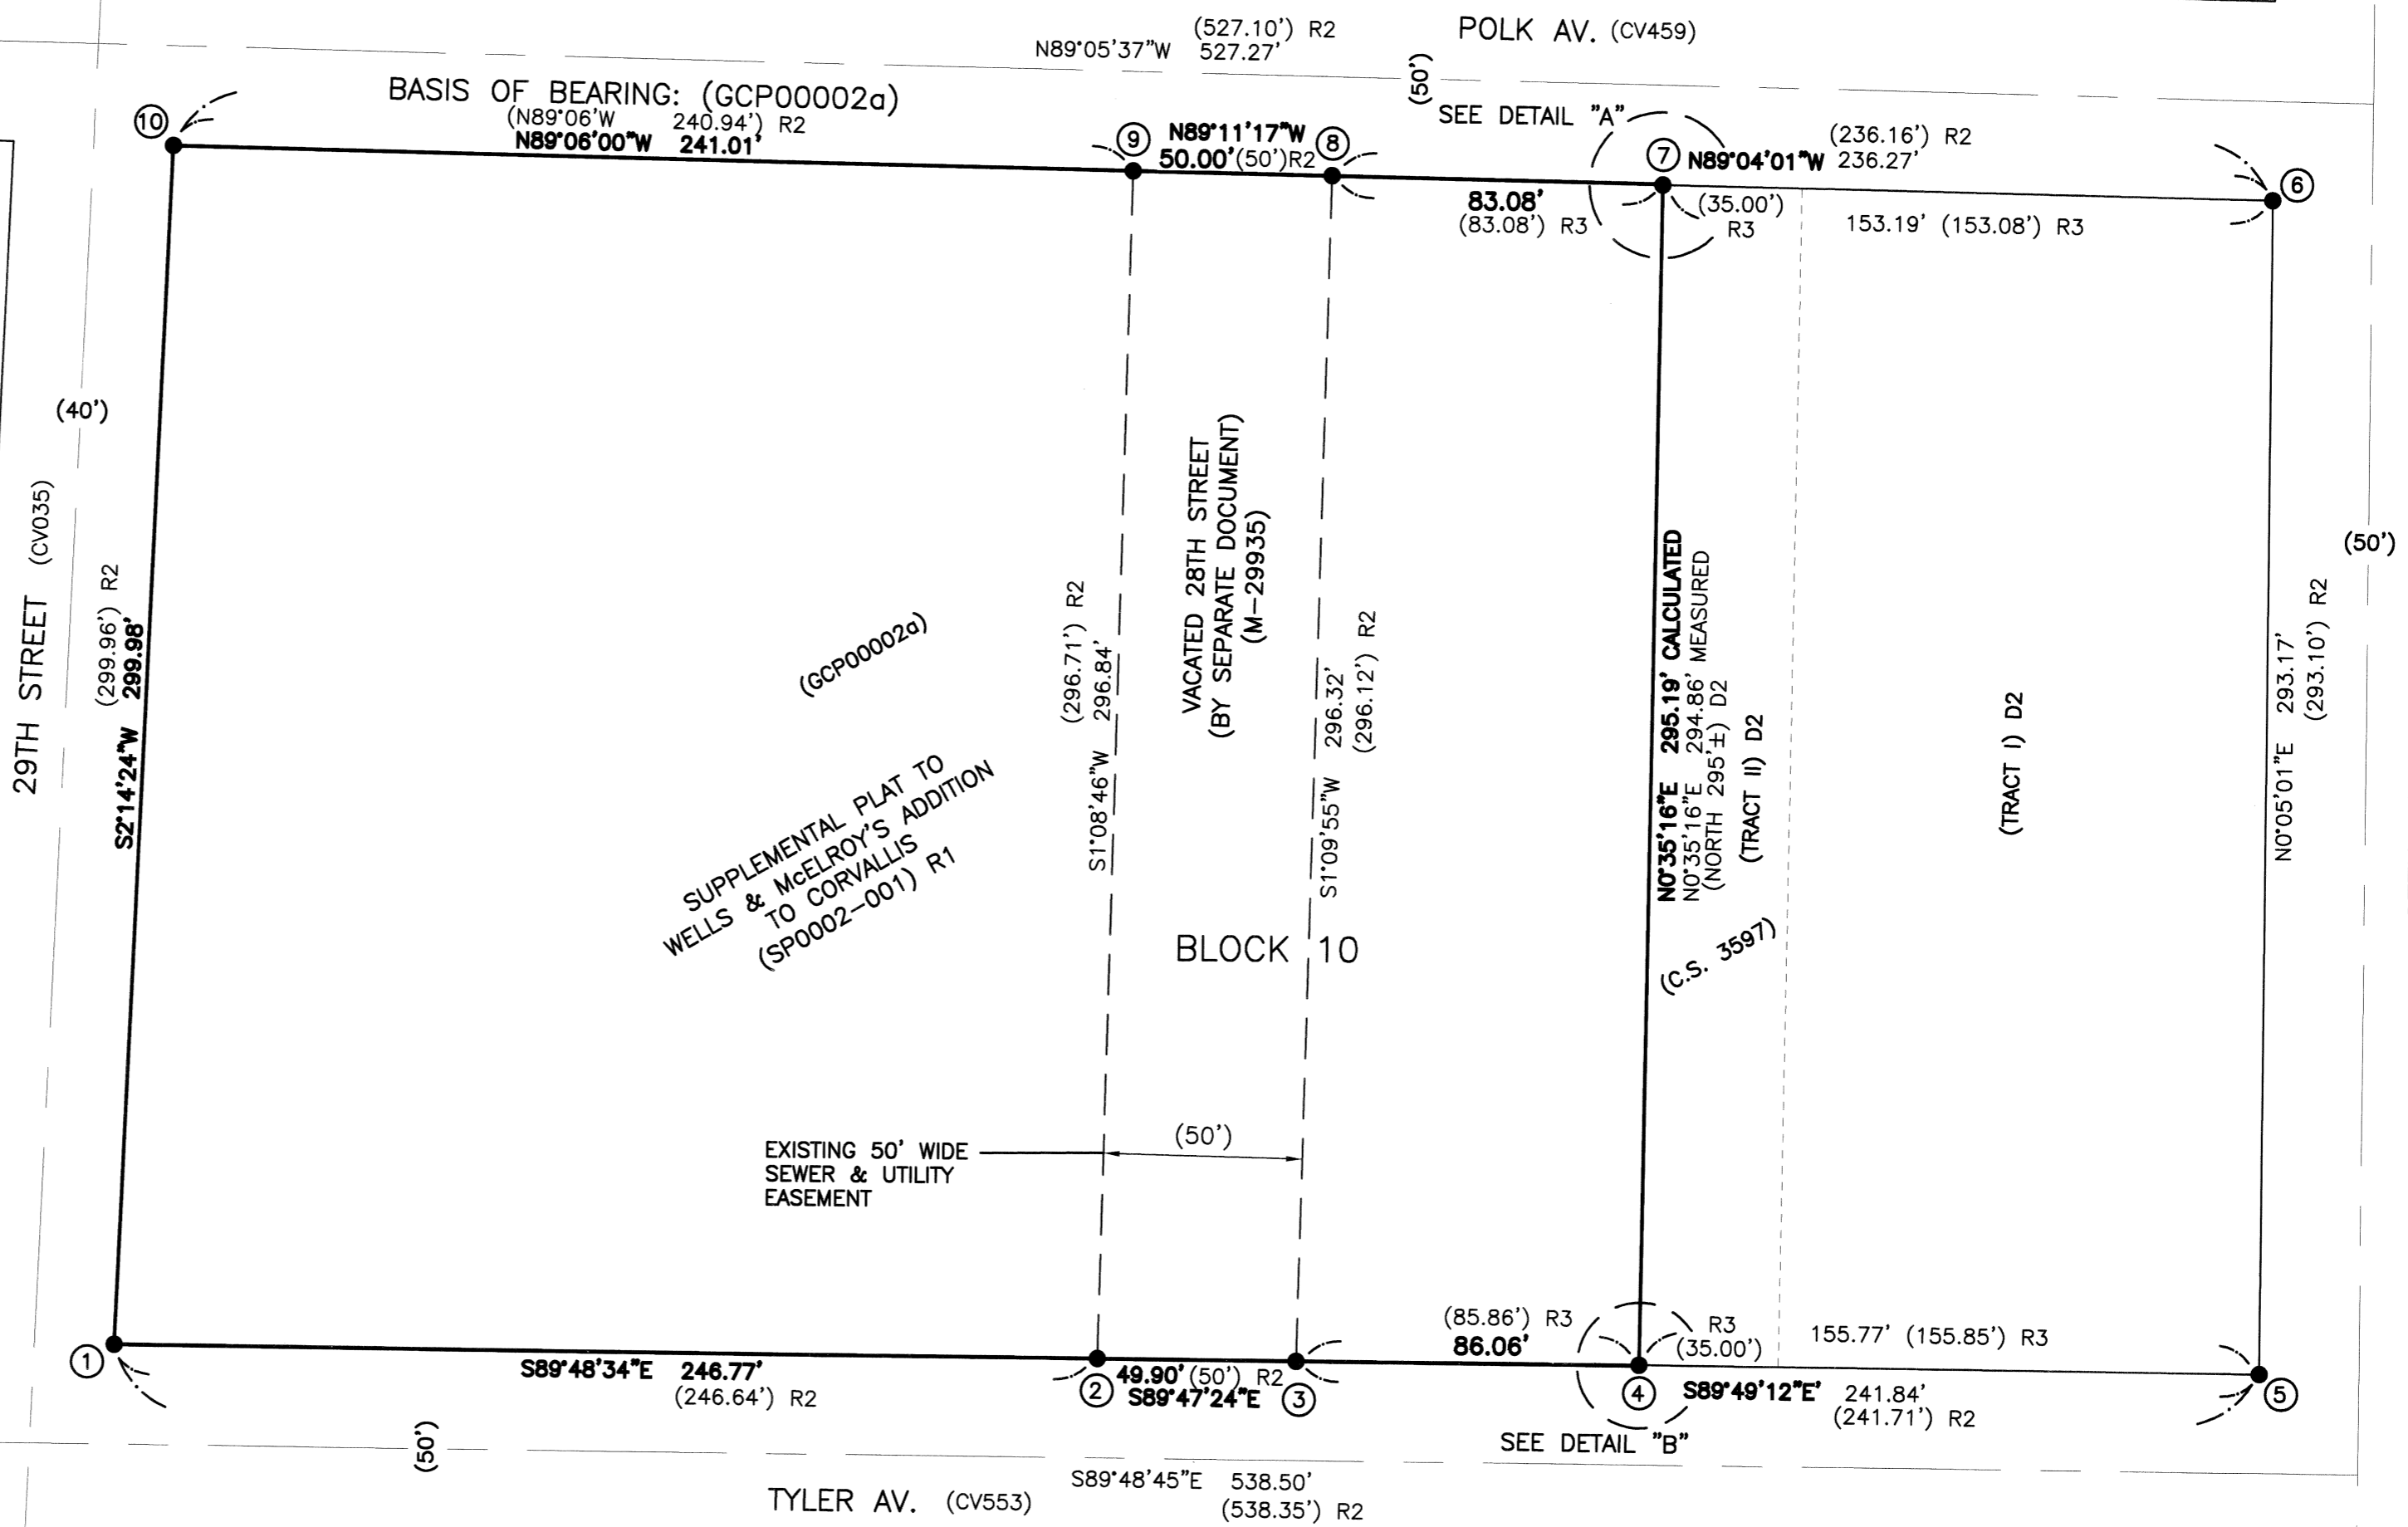 (527.10') R2
N89°05'37"W 527.27'
POLK AV. (CV459)
(50')
BASIS OF BEARING: (GCP00002a)
(N89°06'W 240.94') R2
N89°06'00"W 241.01'
10
9
N89°11'17"W
50.00'(50')R2
8
SEE DETAIL "A"
7
(236.16') R2
N89°04'01"W 236.27'
6
83.08'
(83.08') R3
(35.00')
R3
153.19' (153.08') R3
(40')
29TH STREET (CV035)
(299.96') R2
S2°14'24"W 299.98'
(GCP00002a)
SUPPLEMENTAL PLAT TO
WELLS & McELROY'S ADDITION
TO CORVALLIS
(SP0002-001) R1
(296.71') R2
S1°08'46"W 296.84'
VACATED 28TH STREET
(BY SEPARATE DOCUMENT)
(M-29935)
S1°09'55"W 296.32'
(296.12') R2
BLOCK 10
N0°35'16"E 295.19' CALCULATED
N0°35'16"E 294.86' MEASURED
(NORTH 295'±) D2
(TRACT II) D2
(C.S. 3597)
(TRACT I) D2
N0°05'01"E 293.17'
(293.10') R2
(50')
EXISTING 50' WIDE
SEWER & UTILITY
EASEMENT
(50')
1
S89°48'34"E 246.77'
(246.64') R2
2
49.90'(50') R2
S89°47'24"E
3
(85.86') R3
86.06'
4
R3
(35.00')
155.77' (155.85') R3
S89°49'12"E' 241.84'
(241.71') R2
5
SEE DETAIL "B"
(50')
TYLER AV. (CV553)
S89°48'45"E 538.50'
(538.35') R2